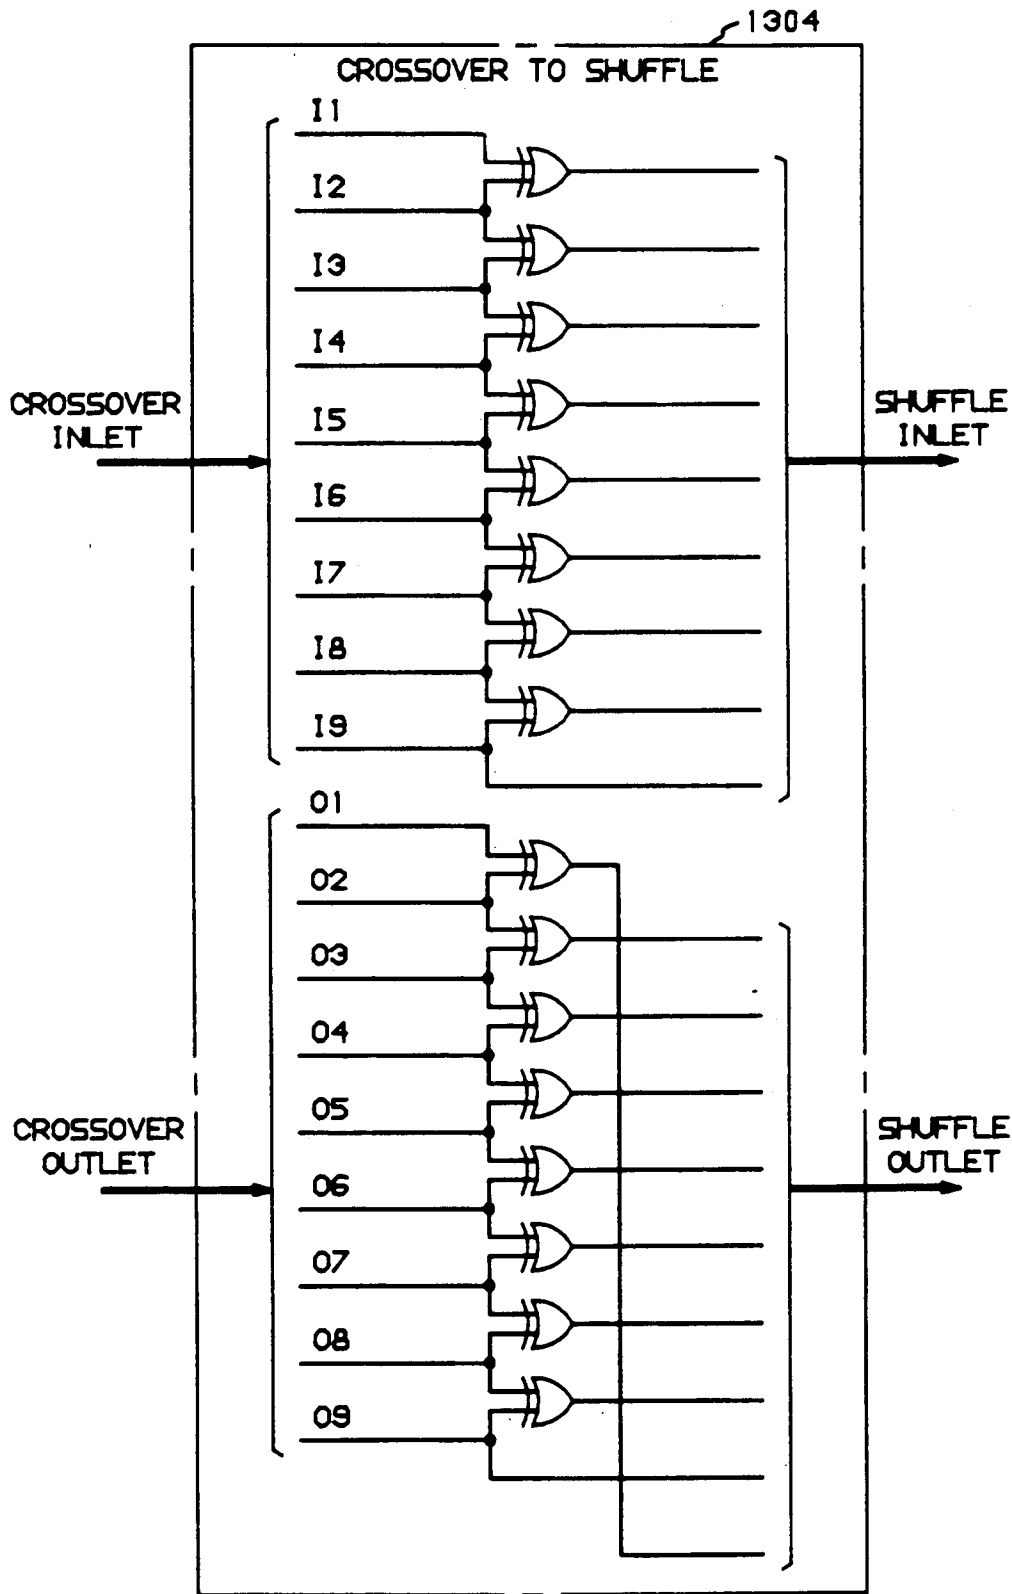 1304
CROSSOVER TO SHUFFLE
I1
I2
I3
I4
I5
I6
I7
I8
I9
CROSSOVER
INLET
SHUFFLE
INLET
O1
O2
O3
O4
O5
O6
O7
O8
O9
CROSSOVER
OUTLET
SHUFFLE
OUTLET